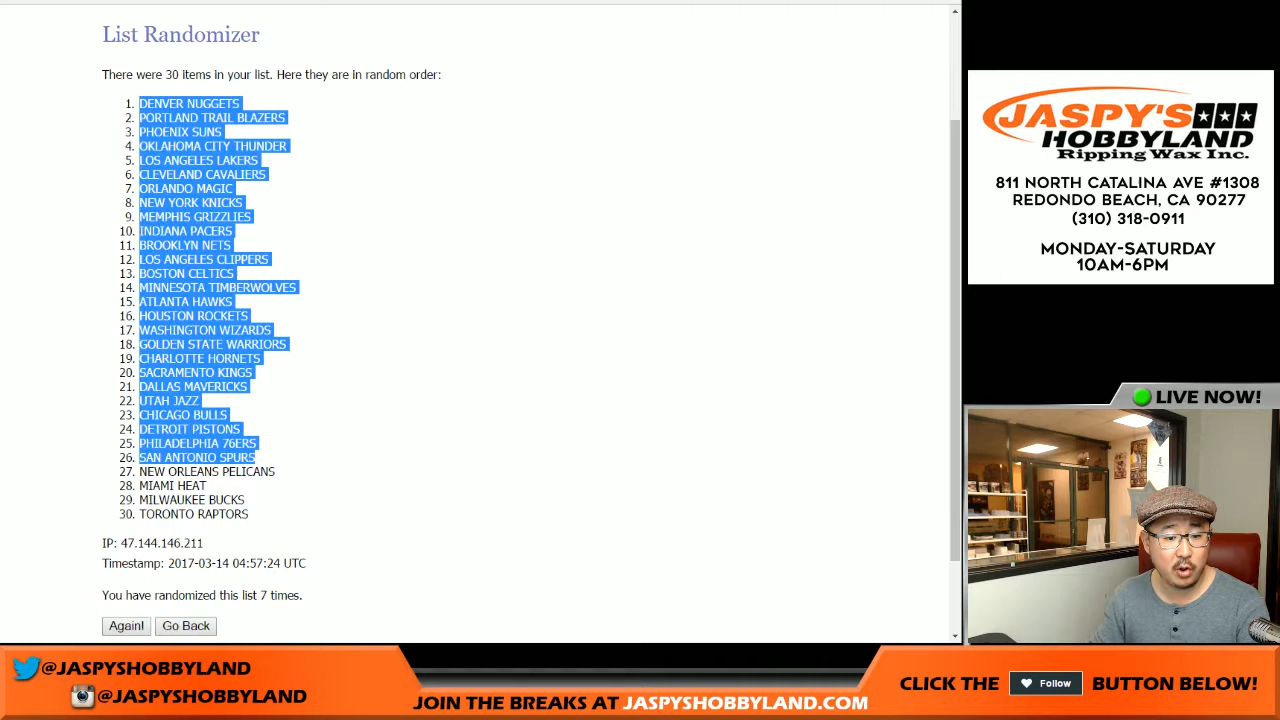 List Randomizer
There were 30 items in your list. Here they are in random order:
1. DENVER NUGGETS
2. PORTLAND TRAIL BLAZERS
3. PHOENIX SUNS
4. OKLAHOMA CITY THUNDER
5. LOS ANGELES LAKERS
6. CLEVELAND CAVALIERS
7. ORLANDO MAGIC
8. NEW YORK KNICKS
9. MEMPHIS GRIZZLIES
10. INDIANA PACERS
11. BROOKLYN NETS
12. LOS ANGELES CLIPPERS
13. BOSTON CELTICS
14. MINNESOTA TIMBERWOLVES
15. ATLANTA HAWKS
16. HOUSTON ROCKETS
17. WASHINGTON WIZARDS
18. GOLDEN STATE WARRIORS
19. CHARLOTTE HORNETS
20. SACRAMENTO KINGS
21. DALLAS MAVERICKS
22. UTAH JAZZ
23. CHICAGO BULLS
24. DETROIT PISTONS
25. PHILADELPHIA 76ERS
26. SAN ANTONIO SPURS
27. NEW ORLEANS PELICANS
28. MIAMI HEAT
29. MILWAUKEE BUCKS
30. TORONTO RAPTORS
IP: 47.144.146.211
Timestamp: 2017-03-14 04:57:24 UTC
You have randomized this list 7 times.
Again! Go Back
JASPY'S
HOBBYLAND
Ripping Wax Inc.
811 NORTH CATALINA AVE #1308
REDONDO BEACH, CA 90277
(310) 318-0911
MONDAY-SATURDAY
10AM-6PM
LIVE NOW!
@JASPYSHOBBYLAND
@JASPYSHOBBYLAND
JOIN THE BREAKS AT JASPYSHOBBYLAND.COM
CLICK THE Follow BUTTON BELOW!